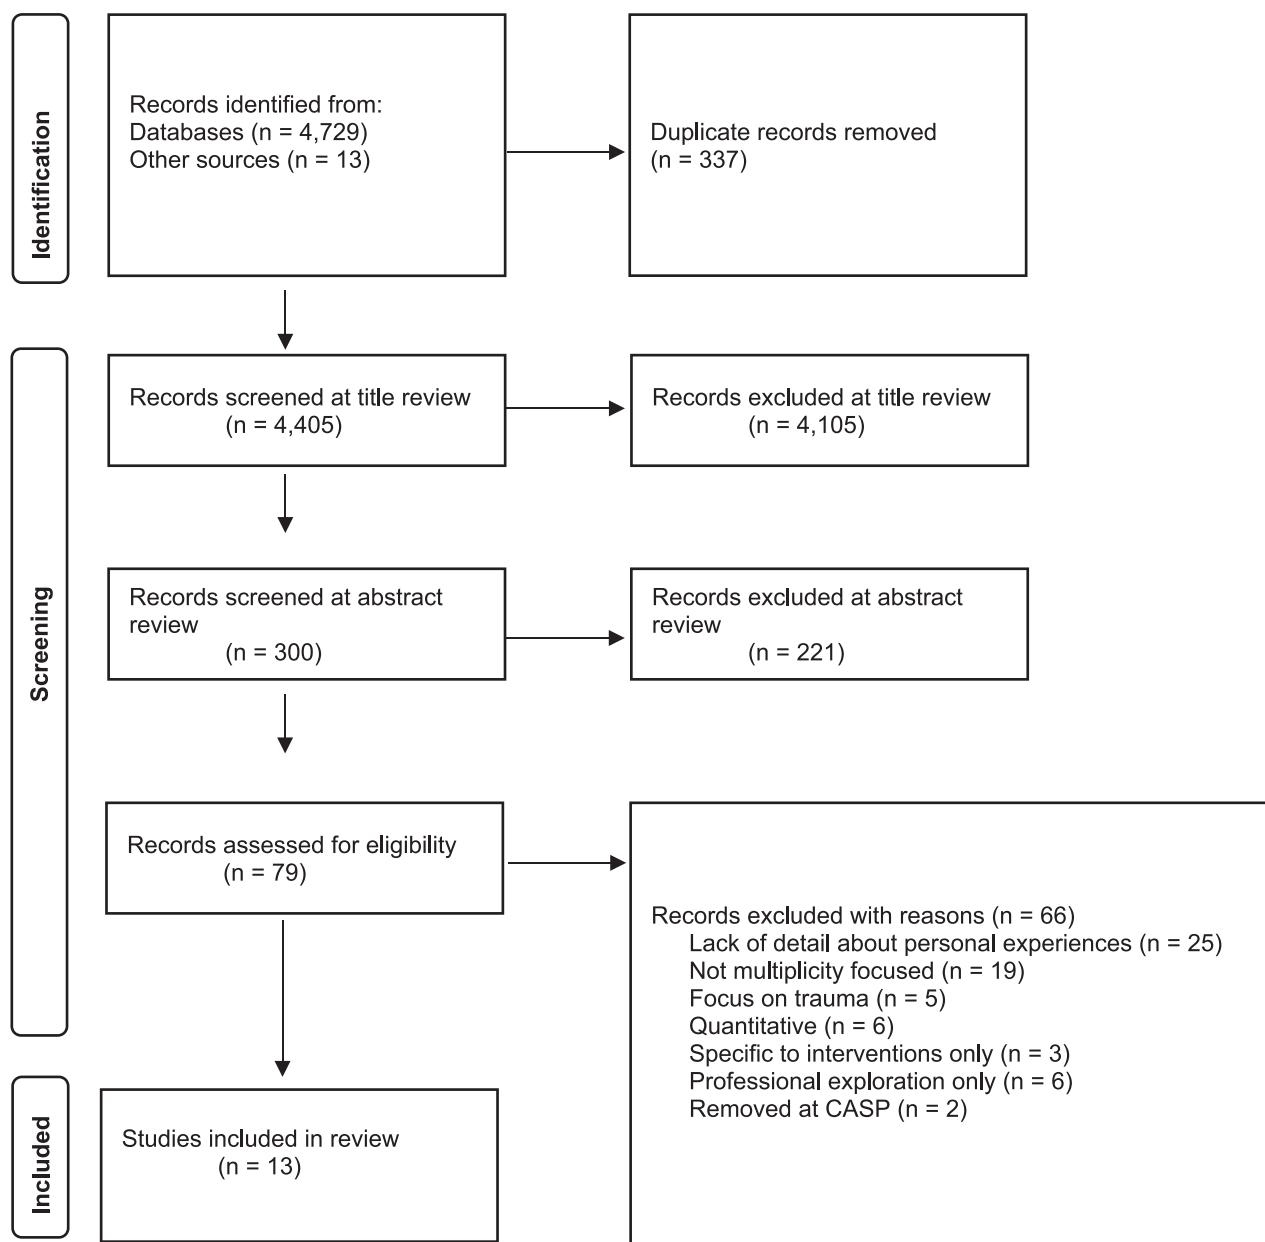 Identification
Records identified from:
Databases (n = 4,729)
Other sources (n = 13)
Duplicate records removed
(n = 337)
Screening
Records screened at title review
(n = 4,405)
Records excluded at title review
(n = 4,105)
Records screened at abstract
review
(n = 300)
Records excluded at abstract
review
(n = 221)
Records assessed for eligibility
(n = 79)
Records excluded with reasons (n = 66)
Lack of detail about personal experiences (n = 25)
Not multiplicity focused (n = 19)
Focus on trauma (n = 5)
Quantitative (n = 6)
Specific to interventions only (n = 3)
Professional exploration only (n = 6)
Removed at CASP (n = 2)
Included
Studies included in review
(n = 13)